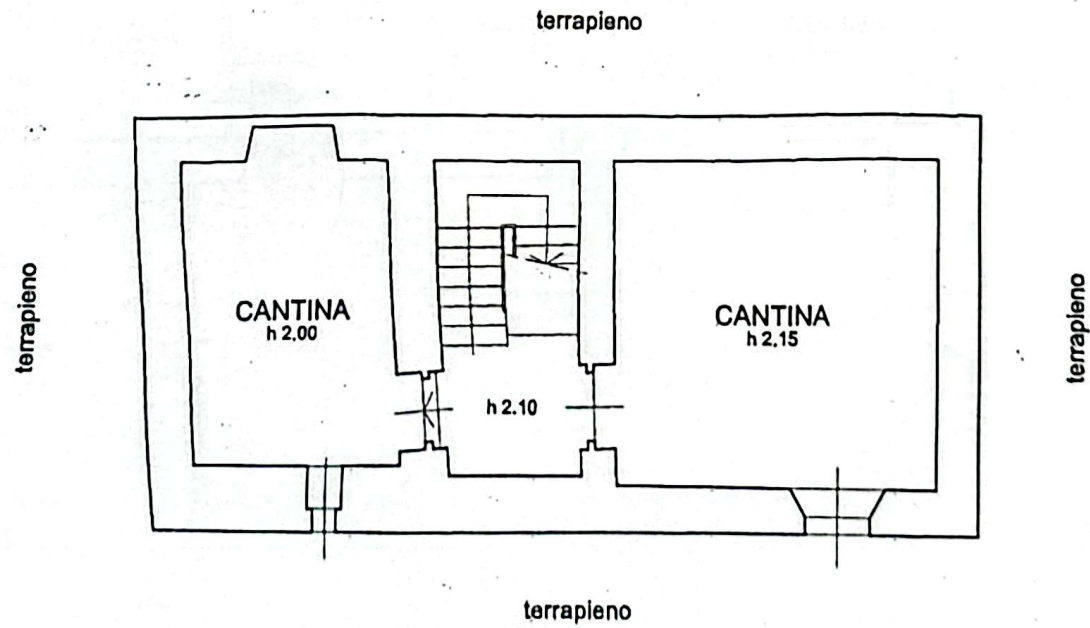 terrapieno
terrapieno
CANTINA
h 2.00
h 2.10
CANTINA
h 2.15
terrapieno
terrapieno